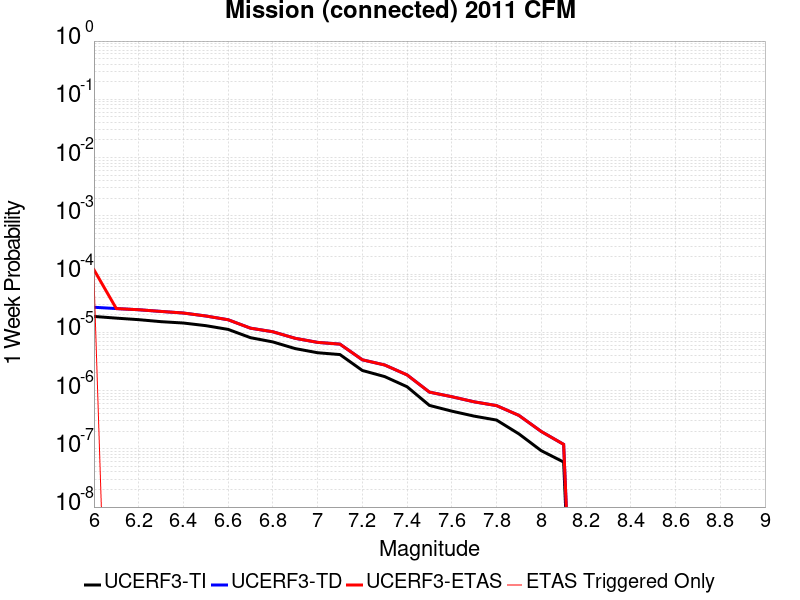 Mission (connected) 2011 CFM
10 0
10 -1
10 -2
10 -3
10 -4
10 -5
10 -6
10 -7
10 -8
1 Week Probability
6 6.2 6.4 6.6 6.8 7 7.2 7.4 7.6 7.8 8 8.2 8.4 8.6 8.8 9
Magnitude
UCERF3-TI UCERF3-TD UCERF3-ETAS ETAS Triggered Only